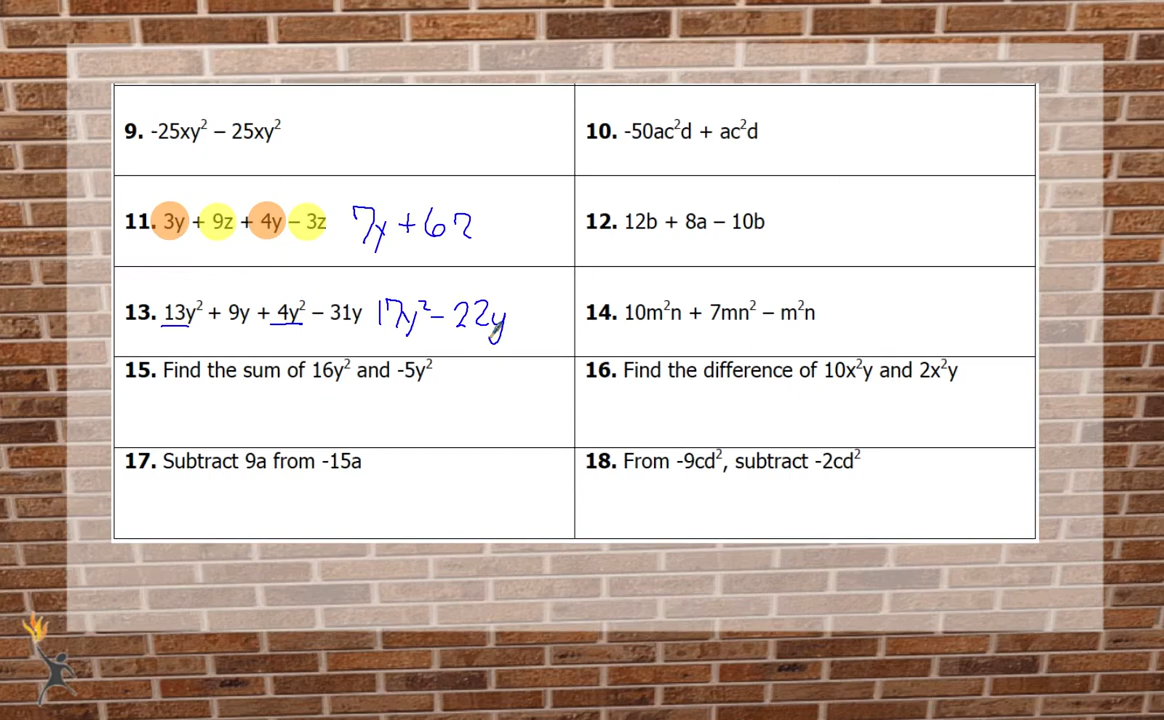 9. -25xy² – 25xy²
10. -50ac²d + ac²d
11. 3y + 9z + 4y – 3z 7y + 6z
12. 12b + 8a – 10b
13. 13y² + 9y + 4y² – 31y 17y² - 22y
14. 10m²n + 7mn² – m²n
15. Find the sum of 16y² and -5y²
16. Find the difference of 10x²y and 2x²y
17. Subtract 9a from -15a
18. From -9cd², subtract -2cd²